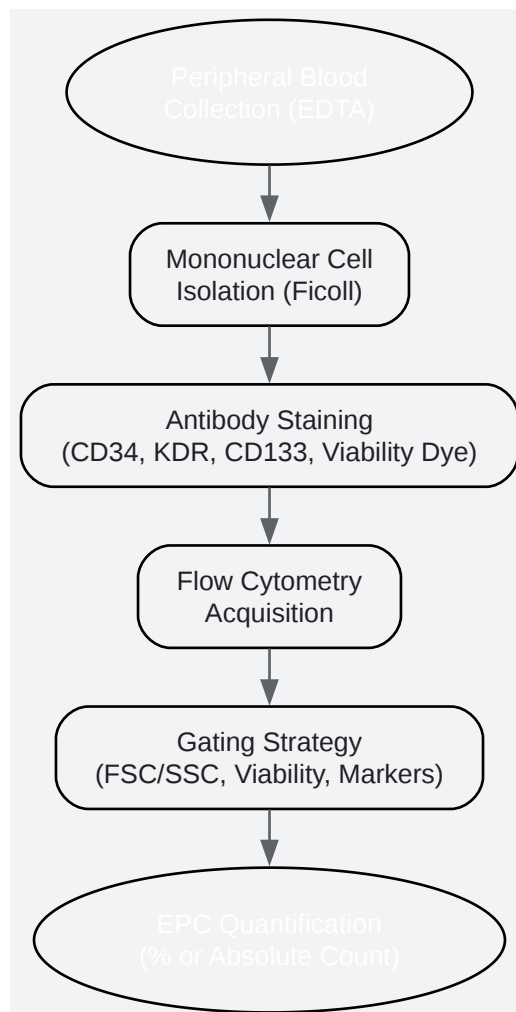 Peripheral Blood
Collection (EDTA)
Mononuclear Cell
Isolation (Ficoll)
Antibody Staining
(CD34, KDR, CD133, Viability Dye)
Flow Cytometry
Acquisition
Gating Strategy
(FSC/SSC, Viability, Markers)
EPC Quantification
(% or Absolute Count)